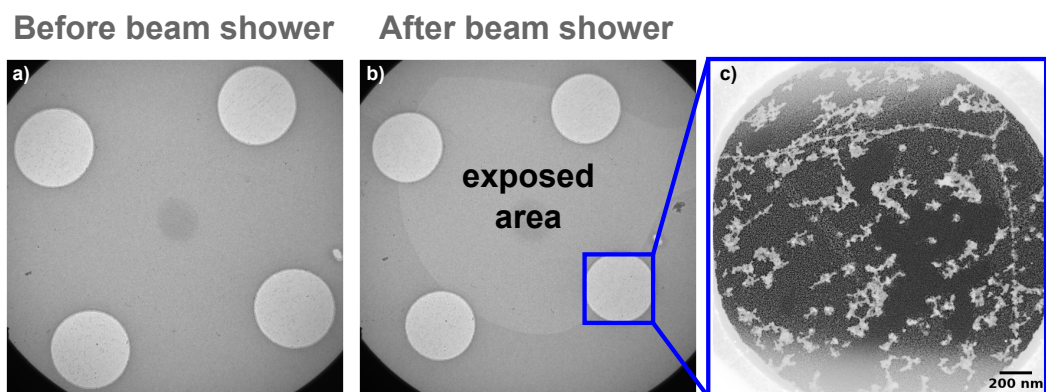 Before beam shower
After beam shower
a)
b)
c)
exposed
area
200 nm